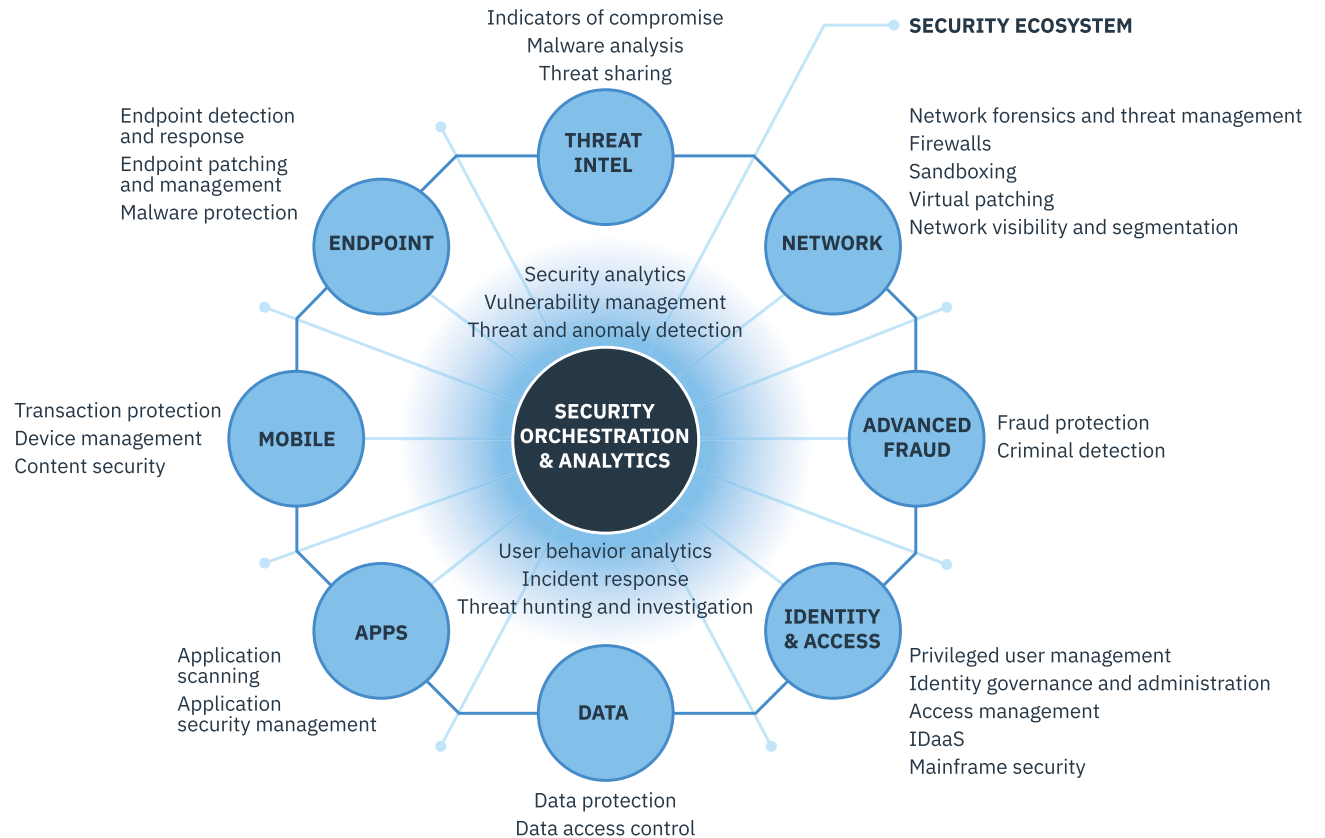 Indicators of compromise
Malware analysis
Threat sharing
SECURITY ECOSYSTEM
THREAT
INTEL
Endpoint detection
and response
Endpoint patching
and management
Malware protection
ENDPOINT
Network forensics and threat management
Firewalls
Sandboxing
Virtual patching
Network visibility and segmentation
NETWORK
Security analytics
Vulnerability management
Threat and anomaly detection
SECURITY
ORCHESTRATION
& ANALYTICS
User behavior analytics
Incident response
Threat hunting and investigation
Transaction protection
Device management
Content security
MOBILE
ADVANCED
FRAUD
Fraud protection
Criminal detection
APPS
Application
scanning
Application
security management
DATA
Data protection
Data access control
IDENTITY
& ACCESS
Privileged user management
Identity governance and administration
Access management
IDaaS
Mainframe security